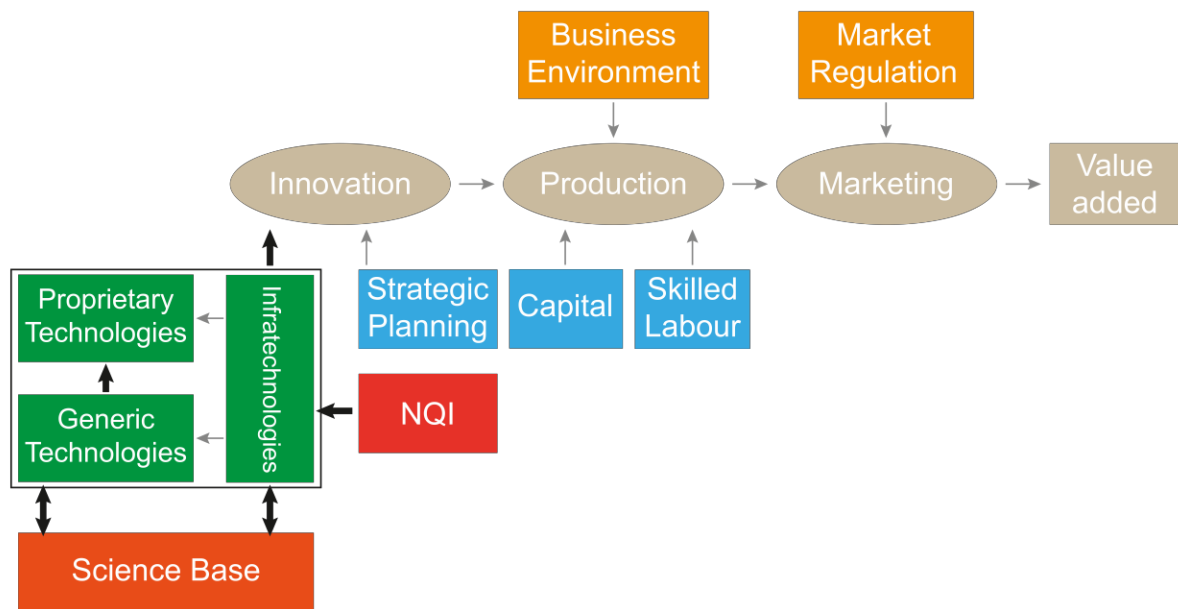 Business
Environment
Market
Regulation
Innovation
Production
Marketing
Value
added
Proprietary
Technologies
Infratechnologies
Strategic
Planning
Capital
Skilled
Labour
Generic
Technologies
NQI
Science Base